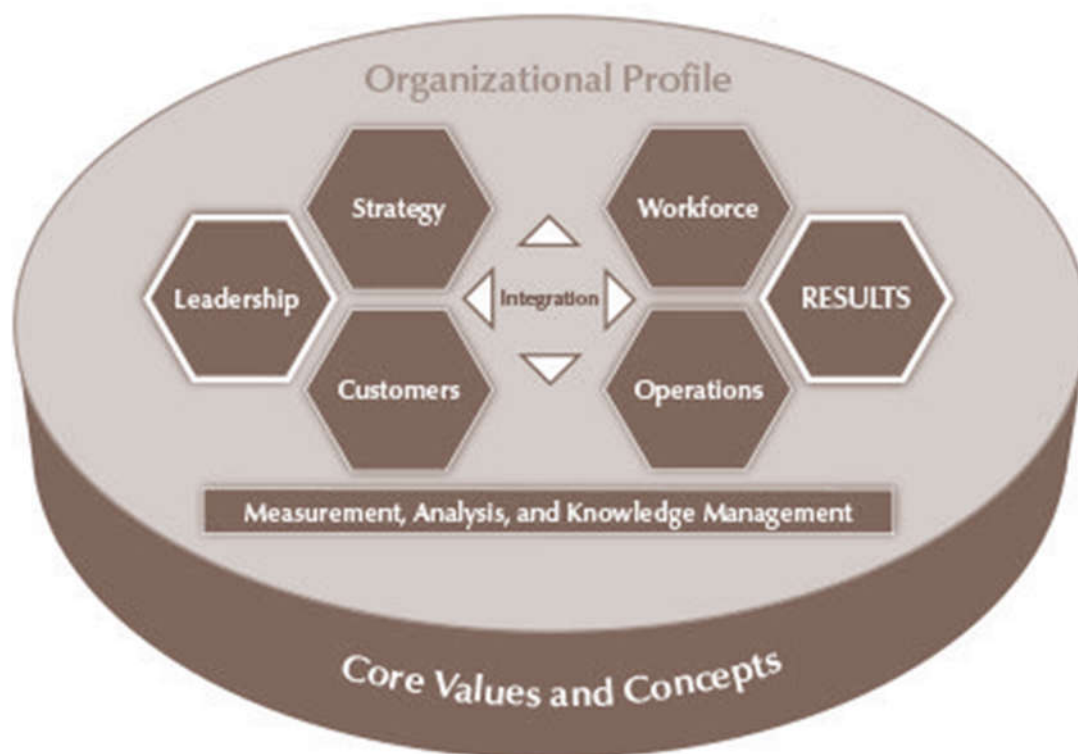 Organizational Profile
Strategy
Workforce
Leadership
Integration
RESULTS
Customers
Operations
Measurement, Analysis, and Knowledge Management
Core Values and Concepts